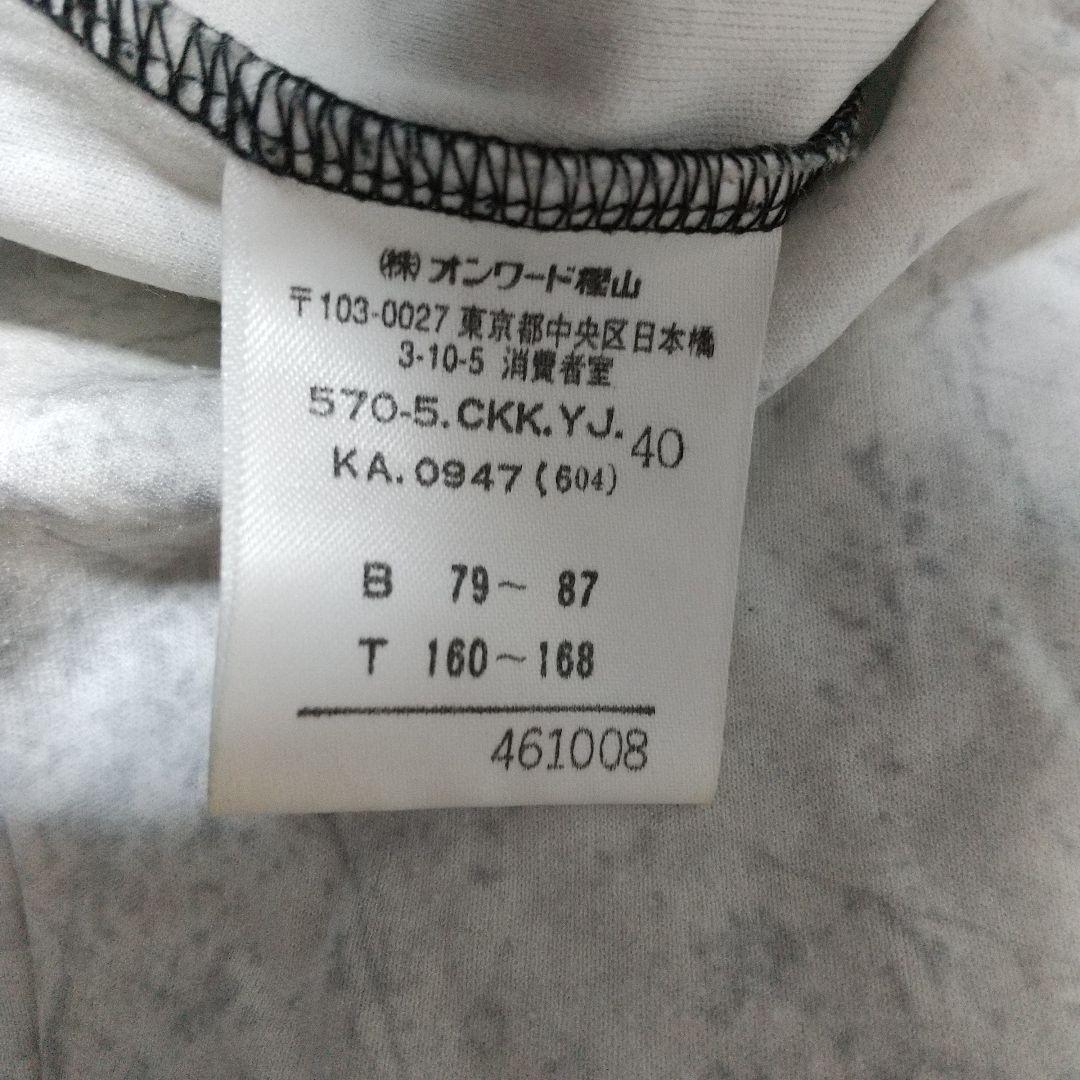 (株)オンワード樫山
〒103-0027 東京都中央区日本橋
3-10-5 消費者室
570-5.CKK.YJ. 40
KA.0947(604)
B 79～ 87
T 160～168
461008